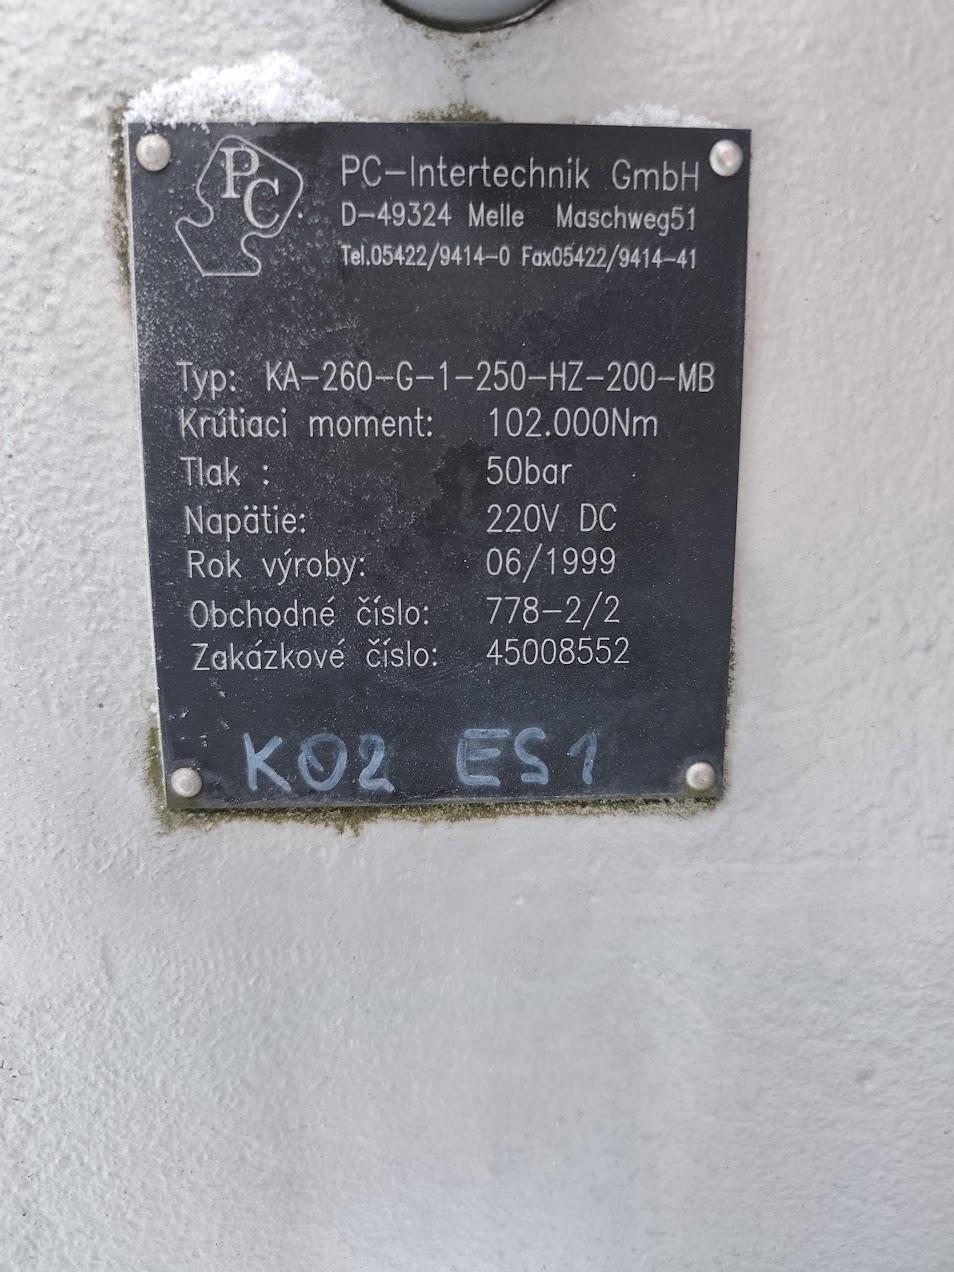 PC
PC-Intertechnik GmbH
D-49324 Melle Maschweg51
Tel.05422/9414-0 Fax05422/9414-41
Typ: KA-260-G-1-250-HZ-200-MB
Krútiaci moment: 102.000Nm
Tlak : 50bar
Napätie: 220V DC
Rok výroby: 06/1999
Obchodné číslo: 778-2/2
Zakázkové číslo: 45008552
KO2 ES1